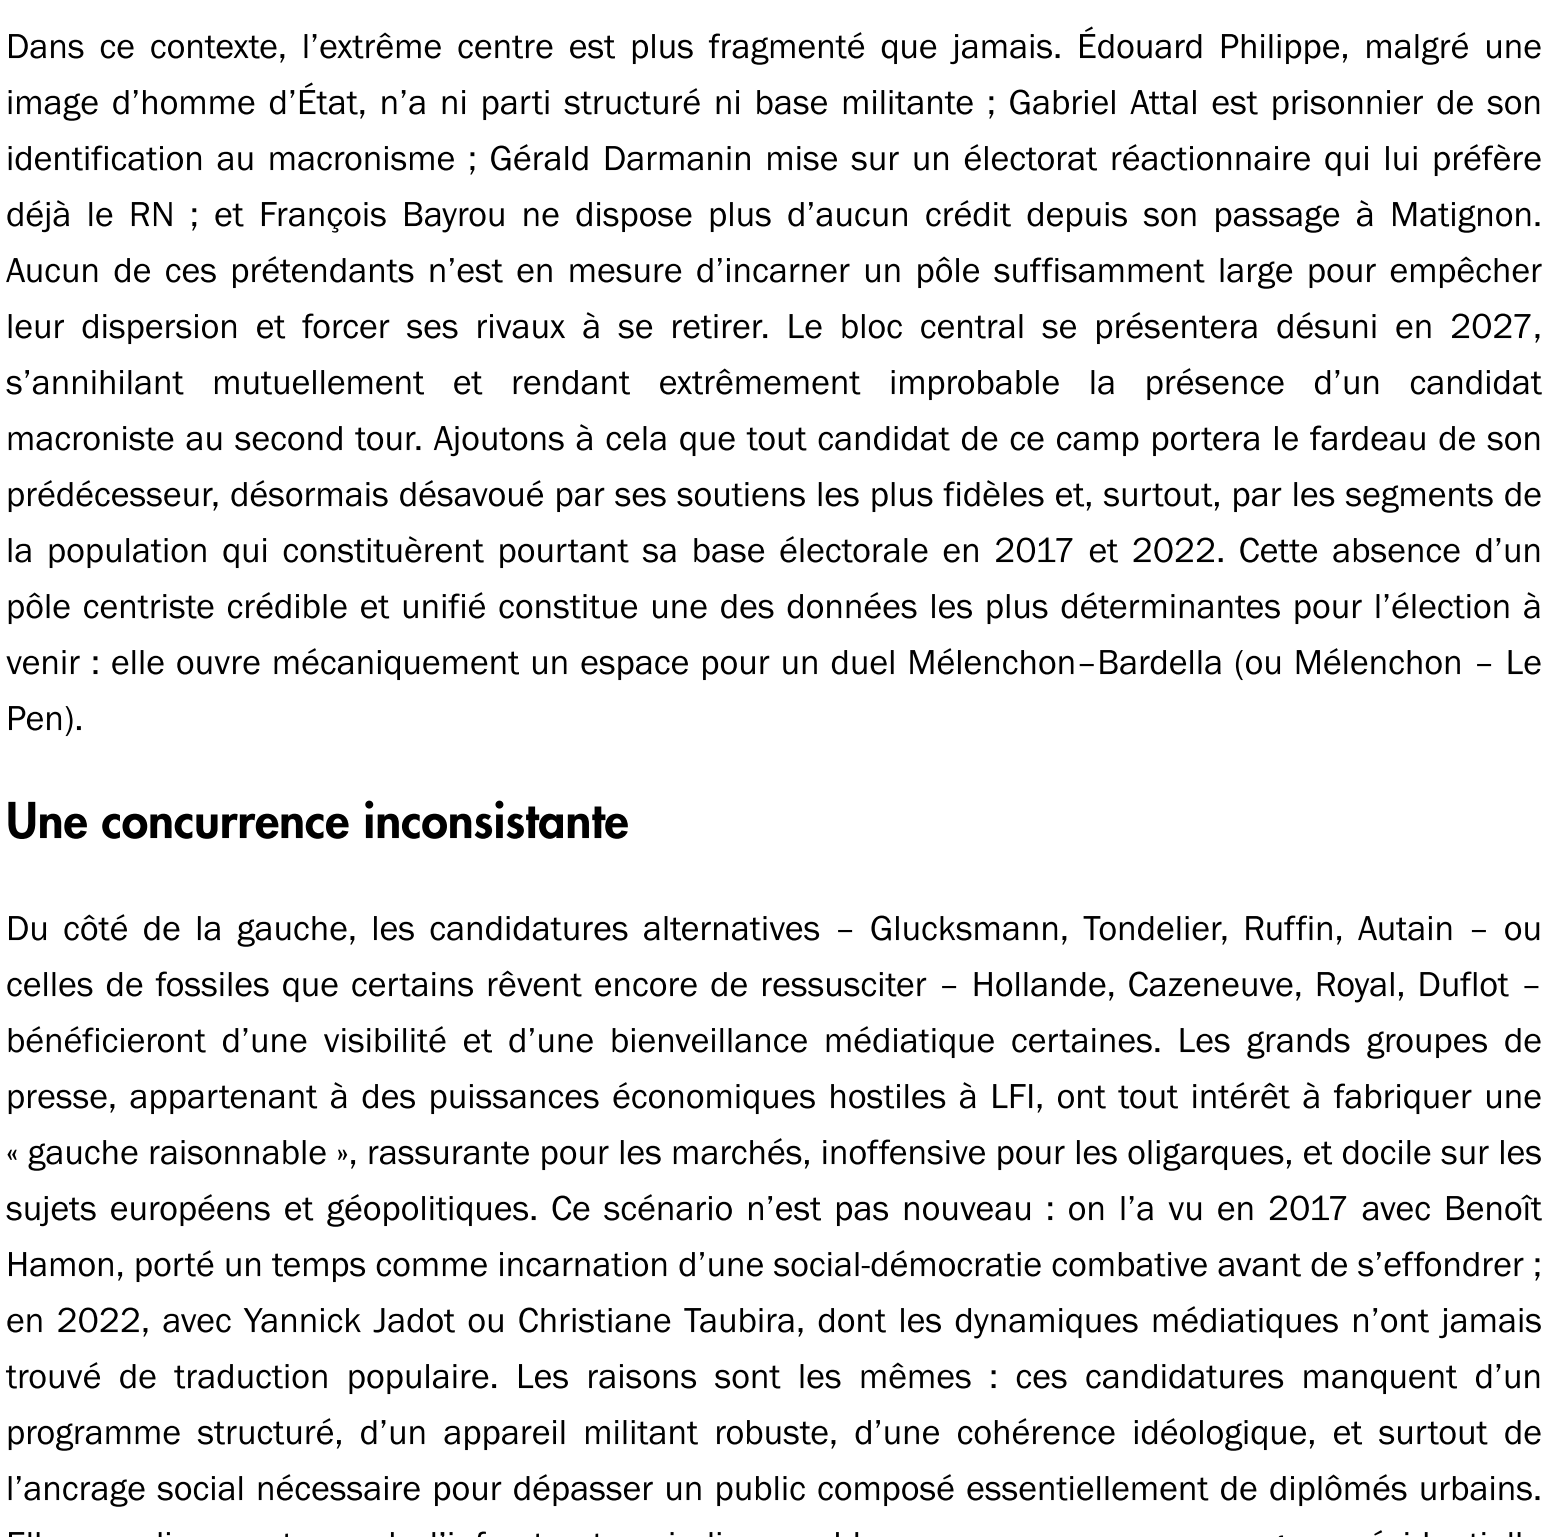 Dans ce contexte, l’extrême centre est plus fragmenté que jamais. Édouard Philippe, malgré une
image d’homme d’État, n’a ni parti structuré ni base militante ; Gabriel Attal est prisonnier de son
identification au macronisme ; Gérald Darmanin mise sur un électorat réactionnaire qui lui préfère
déjà le RN ; et François Bayrou ne dispose plus d’aucun crédit depuis son passage à Matignon.
Aucun de ces prétendants n’est en mesure d’incarner un pôle suffisamment large pour empêcher
leur dispersion et forcer ses rivaux à se retirer. Le bloc central se présentera désuni en 2027,
s’annihilant mutuellement et rendant extrêmement improbable la présence d’un candidat
macroniste au second tour. Ajoutons à cela que tout candidat de ce camp portera le fardeau de son
prédécesseur, désormais désavoué par ses soutiens les plus fidèles et, surtout, par les segments de
la population qui constituèrent pourtant sa base électorale en 2017 et 2022. Cette absence d’un
pôle centriste crédible et unifié constitue une des données les plus déterminantes pour l’élection à
venir : elle ouvre mécaniquement un espace pour un duel Mélenchon–Bardella (ou Mélenchon – Le
Pen).
Une concurrence inconsistante
Du côté de la gauche, les candidatures alternatives – Glucksmann, Tondelier, Ruffin, Autain – ou
celles de fossiles que certains rêvent encore de ressusciter – Hollande, Cazeneuve, Royal, Duflot –
bénéficieront d’une visibilité et d’une bienveillance médiatique certaines. Les grands groupes de
presse, appartenant à des puissances économiques hostiles à LFI, ont tout intérêt à fabriquer une
« gauche raisonnable », rassurante pour les marchés, inoffensive pour les oligarques, et docile sur les
sujets européens et géopolitiques. Ce scénario n’est pas nouveau : on l’a vu en 2017 avec Benoît
Hamon, porté un temps comme incarnation d’une social-démocratie combative avant de s’effondrer ;
en 2022, avec Yannick Jadot ou Christiane Taubira, dont les dynamiques médiatiques n’ont jamais
trouvé de traduction populaire. Les raisons sont les mêmes : ces candidatures manquent d’un
programme structuré, d’un appareil militant robuste, d’une cohérence idéologique, et surtout de
l’ancrage social nécessaire pour dépasser un public composé essentiellement de diplômés urbains.